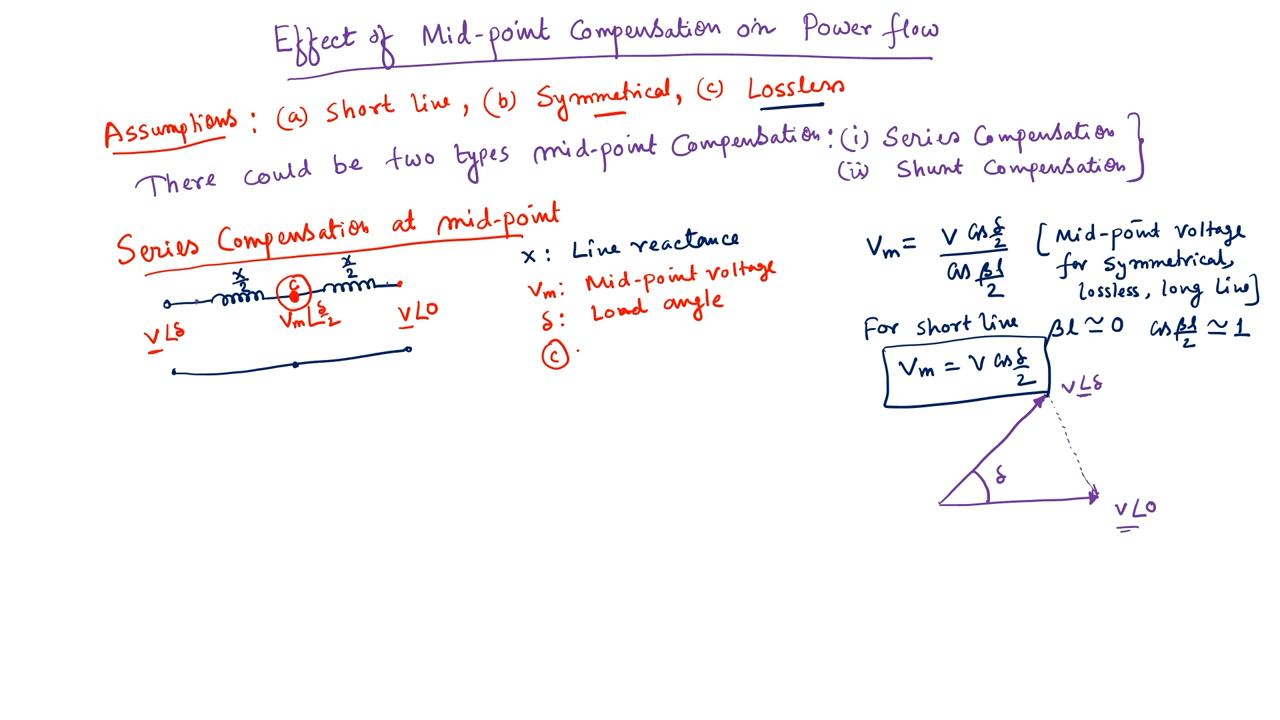 Effect of Mid-point Compensation on Power flow
Assumptions : (a) Short line, (b) Symmetrical, (c) Lossless
There could be two types mid-point Compensation : (i) Series Compensation
(ii) Shunt Compensation
Series Compensation at mid-point
x/2 x/2
C
V∠δ Vm∠δ/2 V∠0
x : Line reactance
Vm : Mid-point voltage
δ : Load angle
C
Vm = V cos δ/2 / cos βl/2 [Mid-point voltage
for symmetrical,
lossless, long line]
For short line βl ≃ 0 cos βl/2 ≃ 1
Vm = V cos δ/2
V∠δ
δ
V∠0